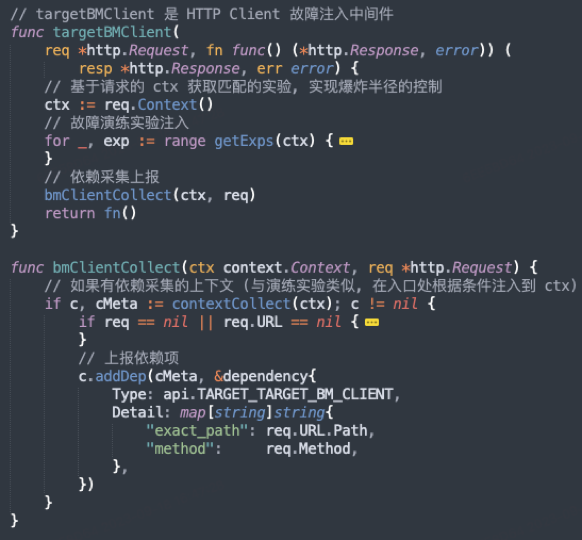 // targetBMClient 是 HTTP Client 故障注入中间件
func targetBMClient(
    req *http.Request, fn func() (*http.Response, error)) (
        resp *http.Response, err error) {
    // 基于请求的 ctx 获取匹配的实验, 实现爆炸半径的控制
    ctx := req.Context()
    // 故障演练实验注入
    for _, exp := range getExps(ctx) {
    }
    // 依赖采集上报
    bmClientCollect(ctx, req)
    return fn()
}

func bmClientCollect(ctx context.Context, req *http.Request) {
    // 如果有依赖采集的上下文 (与演练实验类似, 在入口处根据条件注入到 ctx)
    if c, cMeta := contextCollect(ctx); c != nil {
        if req == nil || req.URL == nil {
        }
        // 上报依赖项
        c.addDep(cMeta, &dependency{
            Type: api.TARGET_TARGET_BM_CLIENT,
            Detail: map[string]string{
                "exact_path": req.URL.Path,
                "method":     req.Method,
            },
        })
    }
}